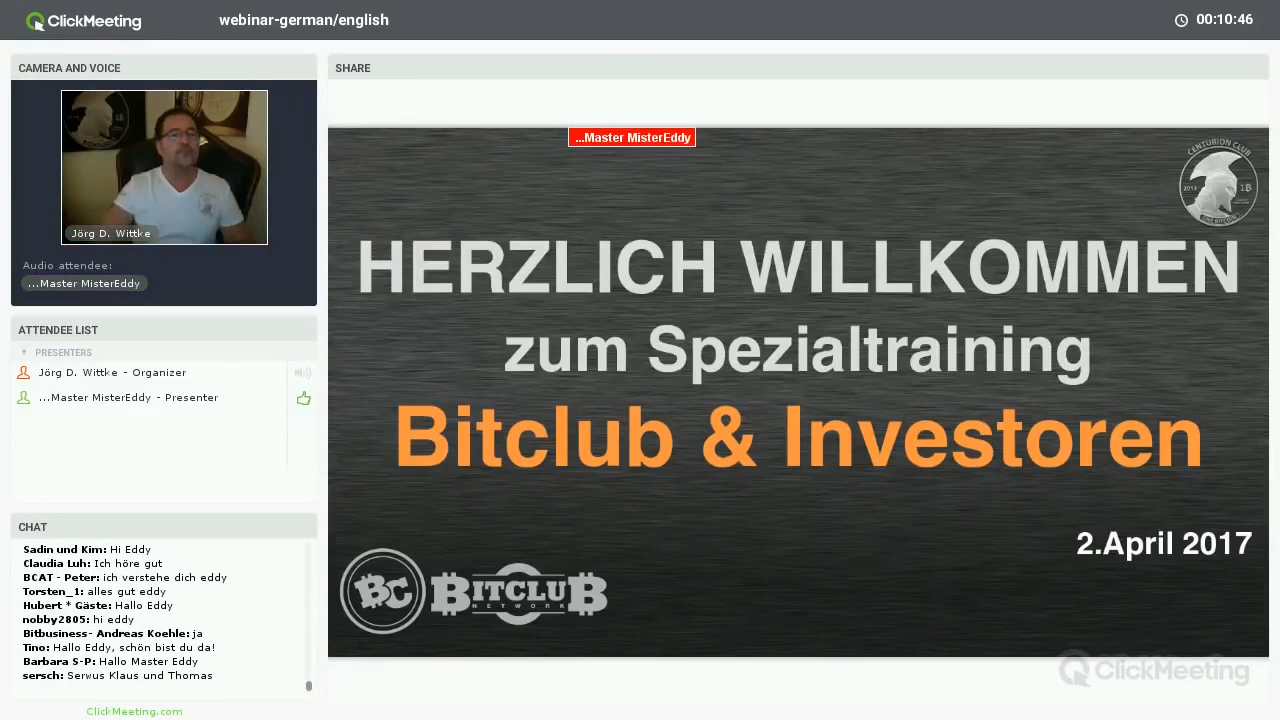 ClickMeeting
webinar-german/english
00:10:46
CAMERA AND VOICE
Jörg D. Wittke
Audio attendee:
...Master MisterEddy
ATTENDEE LIST
PRESENTERS
Jörg D. Wittke - Organizer
...Master MisterEddy - Presenter
CHAT
Sadin und Kim: Hi Eddy
Claudia Luh: Ich höre gut
BCAT - Peter: ich verstehe dich eddy
Torsten_1: alles gut eddy
Hubert * Gäste: Hallo Eddy
nobby2805: hi eddy
Bitbusiness- Andreas Koehle: ja
Tino: Hallo Eddy, schön bist du da!
Barbara S-P: Hallo Master Eddy
sersch: Serwus Klaus und Thomas
ClickMeeting.com
SHARE
...Master MisterEddy
CENTURION CLUB
HERZLICH WILLKOMMEN
zum Spezialtraining
Bitclub & Investoren
2.April 2017
BC BITCLUB
NETWORK
ClickMeeting